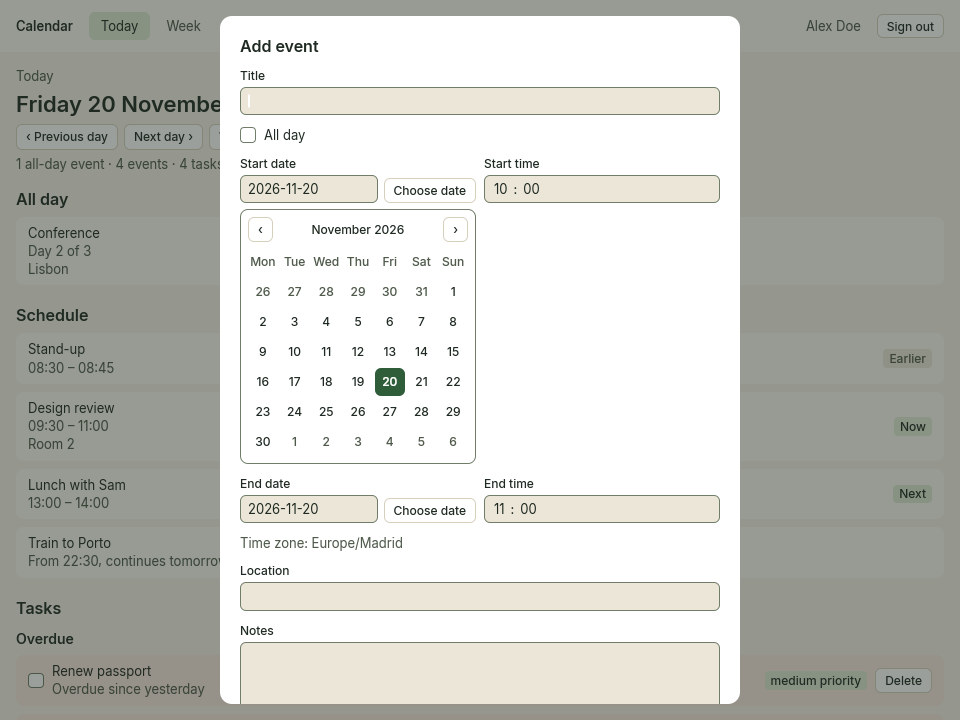 Calendar Today Week Alex Doe Sign out
Today
Friday 20 Novembe
‹ Previous day Next day ›
1 all-day event · 4 events · 4 tasks
All day
Conference
Day 2 of 3
Lisbon
Schedule
Stand-up
08:30 – 08:45
Earlier
Design review
09:30 – 11:00
Room 2
Now
Lunch with Sam
13:00 – 14:00
Next
Train to Porto
From 22:30, continues tomorro
Tasks
Overdue
Renew passport
Overdue since yesterday
medium priority Delete
Add event
Title
All day
Start date Start time
2026-11-20 Choose date 10 : 00
‹ November 2026 ›
Mon Tue Wed Thu Fri Sat Sun
26 27 28 29 30 31 1
2 3 4 5 6 7 8
9 10 11 12 13 14 15
16 17 18 19 20 21 22
23 24 25 26 27 28 29
30 1 2 3 4 5 6
End date End time
2026-11-20 Choose date 11 : 00
Time zone: Europe/Madrid
Location
Notes